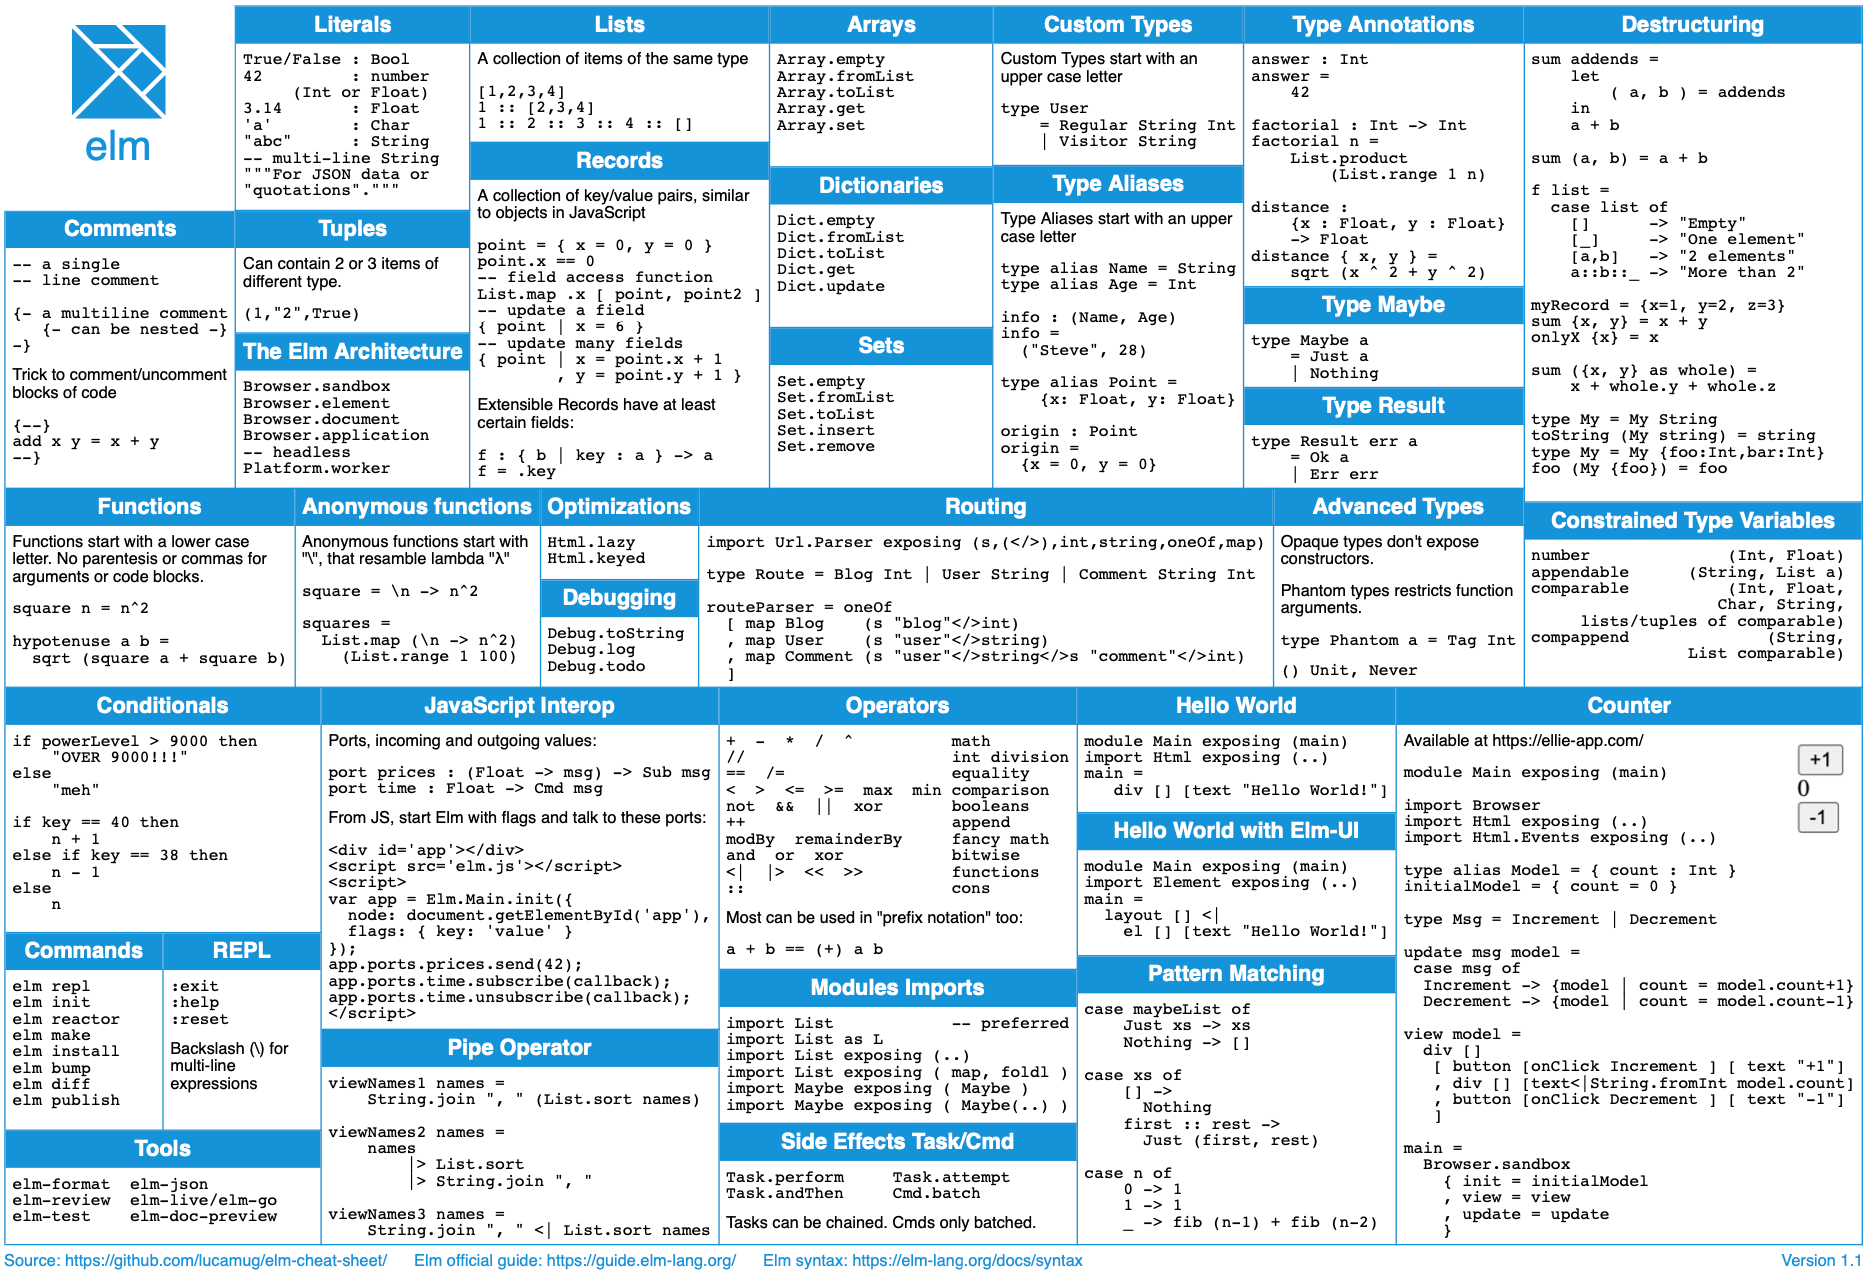 elm
Comments
-- a single
-- line comment
{- a multiline comment
   {- can be nested -}
-}
Trick to comment/uncomment
blocks of code
{--}
add x y = x + y
--}
Literals
True/False : Bool
42         : number
     (Int or Float)
3.14       : Float
'a'        : Char
"abc"      : String
-- multi-line String
"""For JSON data or
"quotations"."""
Tuples
Can contain 2 or 3 items of
different type.
(1,"2",True)
The Elm Architecture
Browser.sandbox
Browser.element
Browser.document
Browser.application
-- headless
Platform.worker
Lists
A collection of items of the same type
[1,2,3,4]
1 :: [2,3,4]
1 :: 2 :: 3 :: 4 :: []
Records
A collection of key/value pairs, similar
to objects in JavaScript
point = { x = 0, y = 0 }
point.x == 0
-- field access function
List.map .x [ point, point2 ]
-- update a field
{ point | x = 6 }
-- update many fields
{ point | x = point.x + 1
        , y = point.y + 1 }
Extensible Records have at least
certain fields:
f : { b | key : a } -> a
f = .key
Arrays
Array.empty
Array.fromList
Array.toList
Array.get
Array.set
Dictionaries
Dict.empty
Dict.fromList
Dict.toList
Dict.get
Dict.update
Sets
Set.empty
Set.fromList
Set.toList
Set.insert
Set.remove
Custom Types
Custom Types start with an
upper case letter
type User
    = Regular String Int
    | Visitor String
Type Aliases
Type Aliases start with an upper
case letter
type alias Name = String
type alias Age = Int
info : (Name, Age)
info =
  ("Steve", 28)
type alias Point =
    {x: Float, y: Float}
origin : Point
origin =
  {x = 0, y = 0}
Type Annotations
answer : Int
answer =
    42
factorial : Int -> Int
factorial n =
    List.product
        (List.range 1 n)
distance :
    {x : Float, y : Float}
    -> Float
distance { x, y } =
    sqrt (x ^ 2 + y ^ 2)
Type Maybe
type Maybe a
    = Just a
    | Nothing
Type Result
type Result err a
    = Ok a
    | Err err
Destructuring
sum addends =
    let
        ( a, b ) = addends
    in
    a + b
sum (a, b) = a + b
f list =
  case list of
    []      -> "Empty"
    [_]     -> "One element"
    [a,b]   -> "2 elements"
    a::b::_ -> "More than 2"
myRecord = {x=1, y=2, z=3}
sum {x, y} = x + y
onlyX {x} = x
sum ({x, y} as whole) =
    x + whole.y + whole.z
type My = My String
toString (My string) = string
type My = My {foo:Int,bar:Int}
foo (My {foo}) = foo
Functions
Functions start with a lower case
letter. No parentesis or commas for
arguments or code blocks.
square n = n^2
hypotenuse a b =
  sqrt (square a + square b)
Anonymous functions
Anonymous functions start with
"\", that resemble lambda "λ"
square = \n -> n^2
squares =
  List.map (\n -> n^2)
    (List.range 1 100)
Optimizations
Html.lazy
Html.keyed
Debugging
Debug.toString
Debug.log
Debug.todo
Routing
import Url.Parser exposing (s,(</>),int,string,oneOf,map)
type Route = Blog Int | User String | Comment String Int
routeParser = oneOf
  [ map Blog    (s "blog"</>int)
  , map User    (s "user"</>string)
  , map Comment (s "user"</>string</>s "comment"</>int)
  ]
Advanced Types
Opaque types don't expose
constructors.
Phantom types restricts function
arguments.
type Phantom a = Tag Int
() Unit, Never
Constrained Type Variables
number (Int, Float)
appendable (String, List a)
comparable (Int, Float,
Char, String,
lists/tuples of comparable)
compappend (String,
List comparable)
Conditionals
if powerLevel > 9000 then
    "OVER 9000!!!"
else
    "meh"
if key == 40 then
    n + 1
else if key == 38 then
    n - 1
else
    n
Commands
elm repl
elm init
elm reactor
elm make
elm install
elm bump
elm diff
elm publish
REPL
:exit
:help
:reset
Backslash (\) for
multi-line
expressions
Tools
elm-format  elm-json
elm-review  elm-live/elm-go
elm-test    elm-doc-preview
JavaScript Interop
Ports, incoming and outgoing values:
port prices : (Float -> msg) -> Sub msg
port time : Float -> Cmd msg
From JS, start Elm with flags and talk to these ports:
<div id='app'></div>
<script src='elm.js'></script>
<script>
var app = Elm.Main.init({
  node: document.getElementById('app'),
  flags: { key: 'value' }
});
app.ports.prices.send(42);
app.ports.time.subscribe(callback);
app.ports.time.unsubscribe(callback);
</script>
Pipe Operator
viewNames1 names =
    String.join ", " (List.sort names)
viewNames2 names =
    names
        |> List.sort
        |> String.join ", "
viewNames3 names =
    String.join ", " <| List.sort names
Operators
+  -  *  /  ^          math
//                     int division
==  /=                 equality
<  >  <=  >=  max  min comparison
not  &&  ||  xor       booleans
++                     append
modBy  remainderBy     fancy math
and  or  xor           bitwise
<|  |>  <<  >>         functions
::                     cons
Most can be used in "prefix notation" too:
a + b == (+) a b
Modules Imports
import List            -- preferred
import List as L
import List exposing (..)
import List exposing ( map, foldl )
import Maybe exposing ( Maybe )
import Maybe exposing ( Maybe(..) )
Side Effects Task/Cmd
Task.perform     Task.attempt
Task.andThen     Cmd.batch
Tasks can be chained. Cmds only batched.
Hello World
module Main exposing (main)
import Html exposing (..)
main =
   div [] [text "Hello World!"]
Hello World with Elm-UI
module Main exposing (main)
import Element exposing (..)
main =
  layout [] <|
    el [] [text "Hello World!"]
Pattern Matching
case maybeList of
    Just xs -> xs
    Nothing -> []
case xs of
    [] ->
      Nothing
    first :: rest ->
      Just (first, rest)
case n of
    0 -> 1
    1 -> 1
    _ -> fib (n-1) + fib (n-2)
Counter
Available at https://ellie-app.com/
+1
0
-1
module Main exposing (main)
import Browser
import Html exposing (..)
import Html.Events exposing (..)
type alias Model = { count : Int }
initialModel = { count = 0 }
type Msg = Increment | Decrement
update msg model =
 case msg of
  Increment -> {model | count = model.count+1}
  Decrement -> {model | count = model.count-1}
view model =
  div []
   [ button [onClick Increment ] [ text "+1"]
   , div [] [text<|String.fromInt model.count]
   , button [onClick Decrement ] [ text "-1"]
   ]
main =
  Browser.sandbox
    { init = initialModel
    , view = view
    , update = update
    }
Source: https://github.com/lucamug/elm-cheat-sheet/
Elm official guide: https://guide.elm-lang.org/
Elm syntax: https://elm-lang.org/docs/syntax
Version 1.1